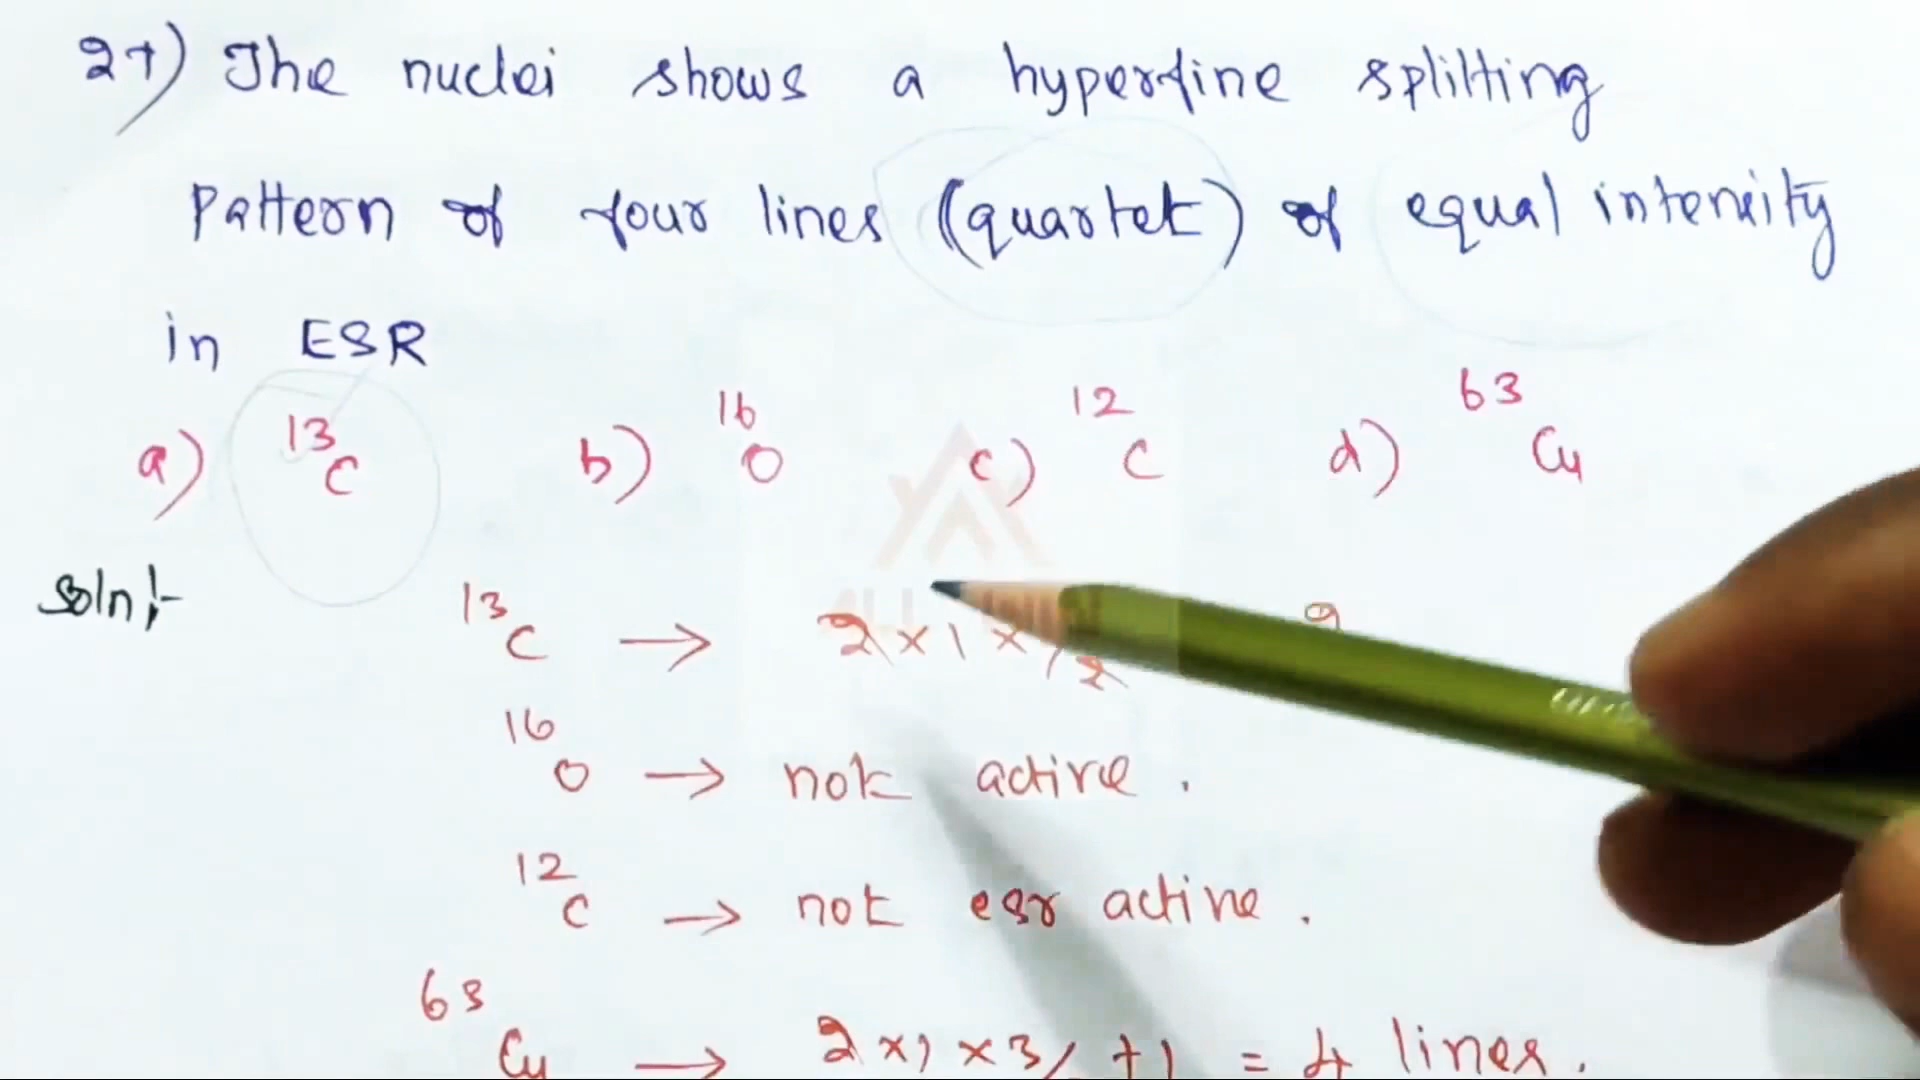 27) The nuclei shows a hyperfine splitting
Pattern of four lines (quartet) of equal intensity
in ESR
a) 13C b) 16O c) 12C d) 63Cu
Soln:-
13C → 2 × 1 × 1/2 2
16O → not active.
12C → not esr active.
63Cu → 2 × 1 × 3/ +1 = 4 lines.